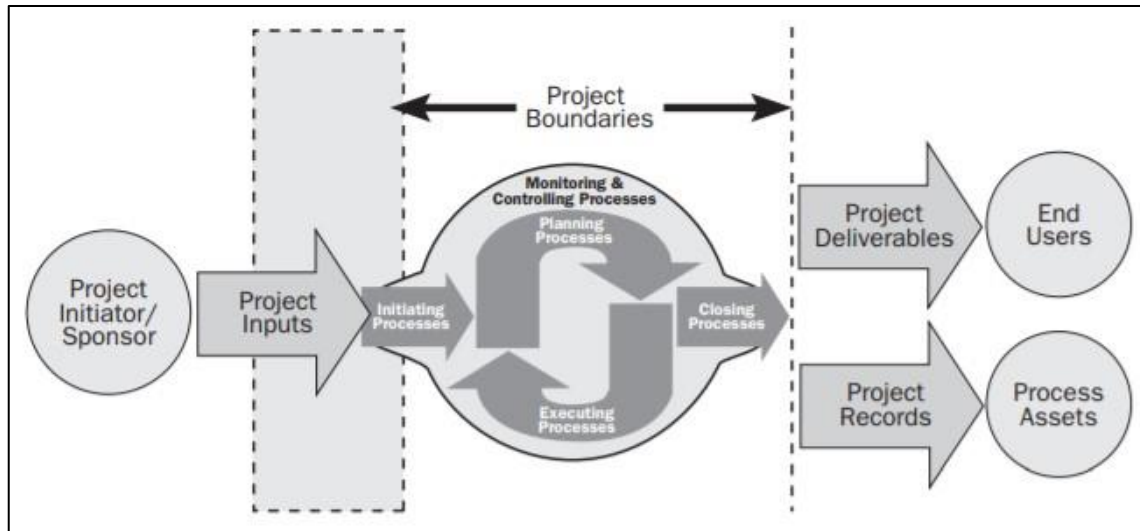 Project
Boundaries
Monitoring &
Controlling Processes
Planning
Processes
Project
Initiator/
Sponsor
Project
Inputs
Initiating
Processes
Closing
Processes
Executing
Processes
Project
Deliverables
End
Users
Project
Records
Process
Assets